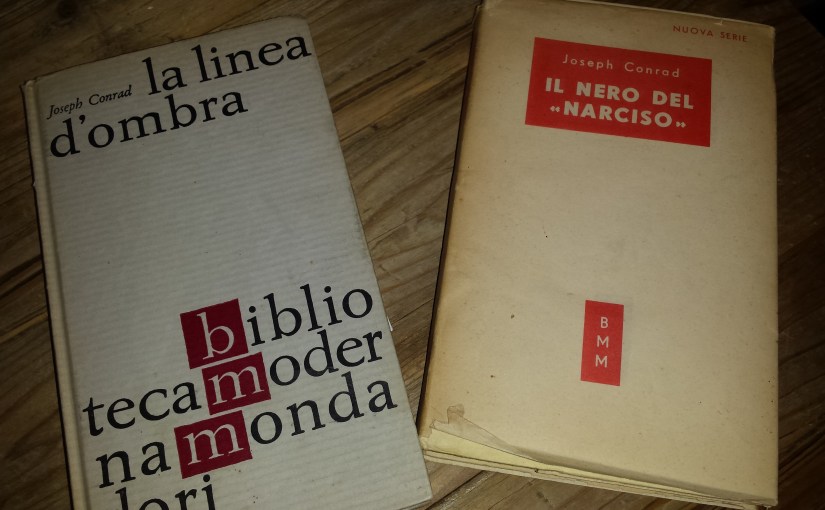 Joseph Conrad la linea
d'ombra
biblio
tecamoder
namonda
dori
NUOVA SERIE
Joseph Conrad
IL NERO DEL
«NARCISO»
B
M
M